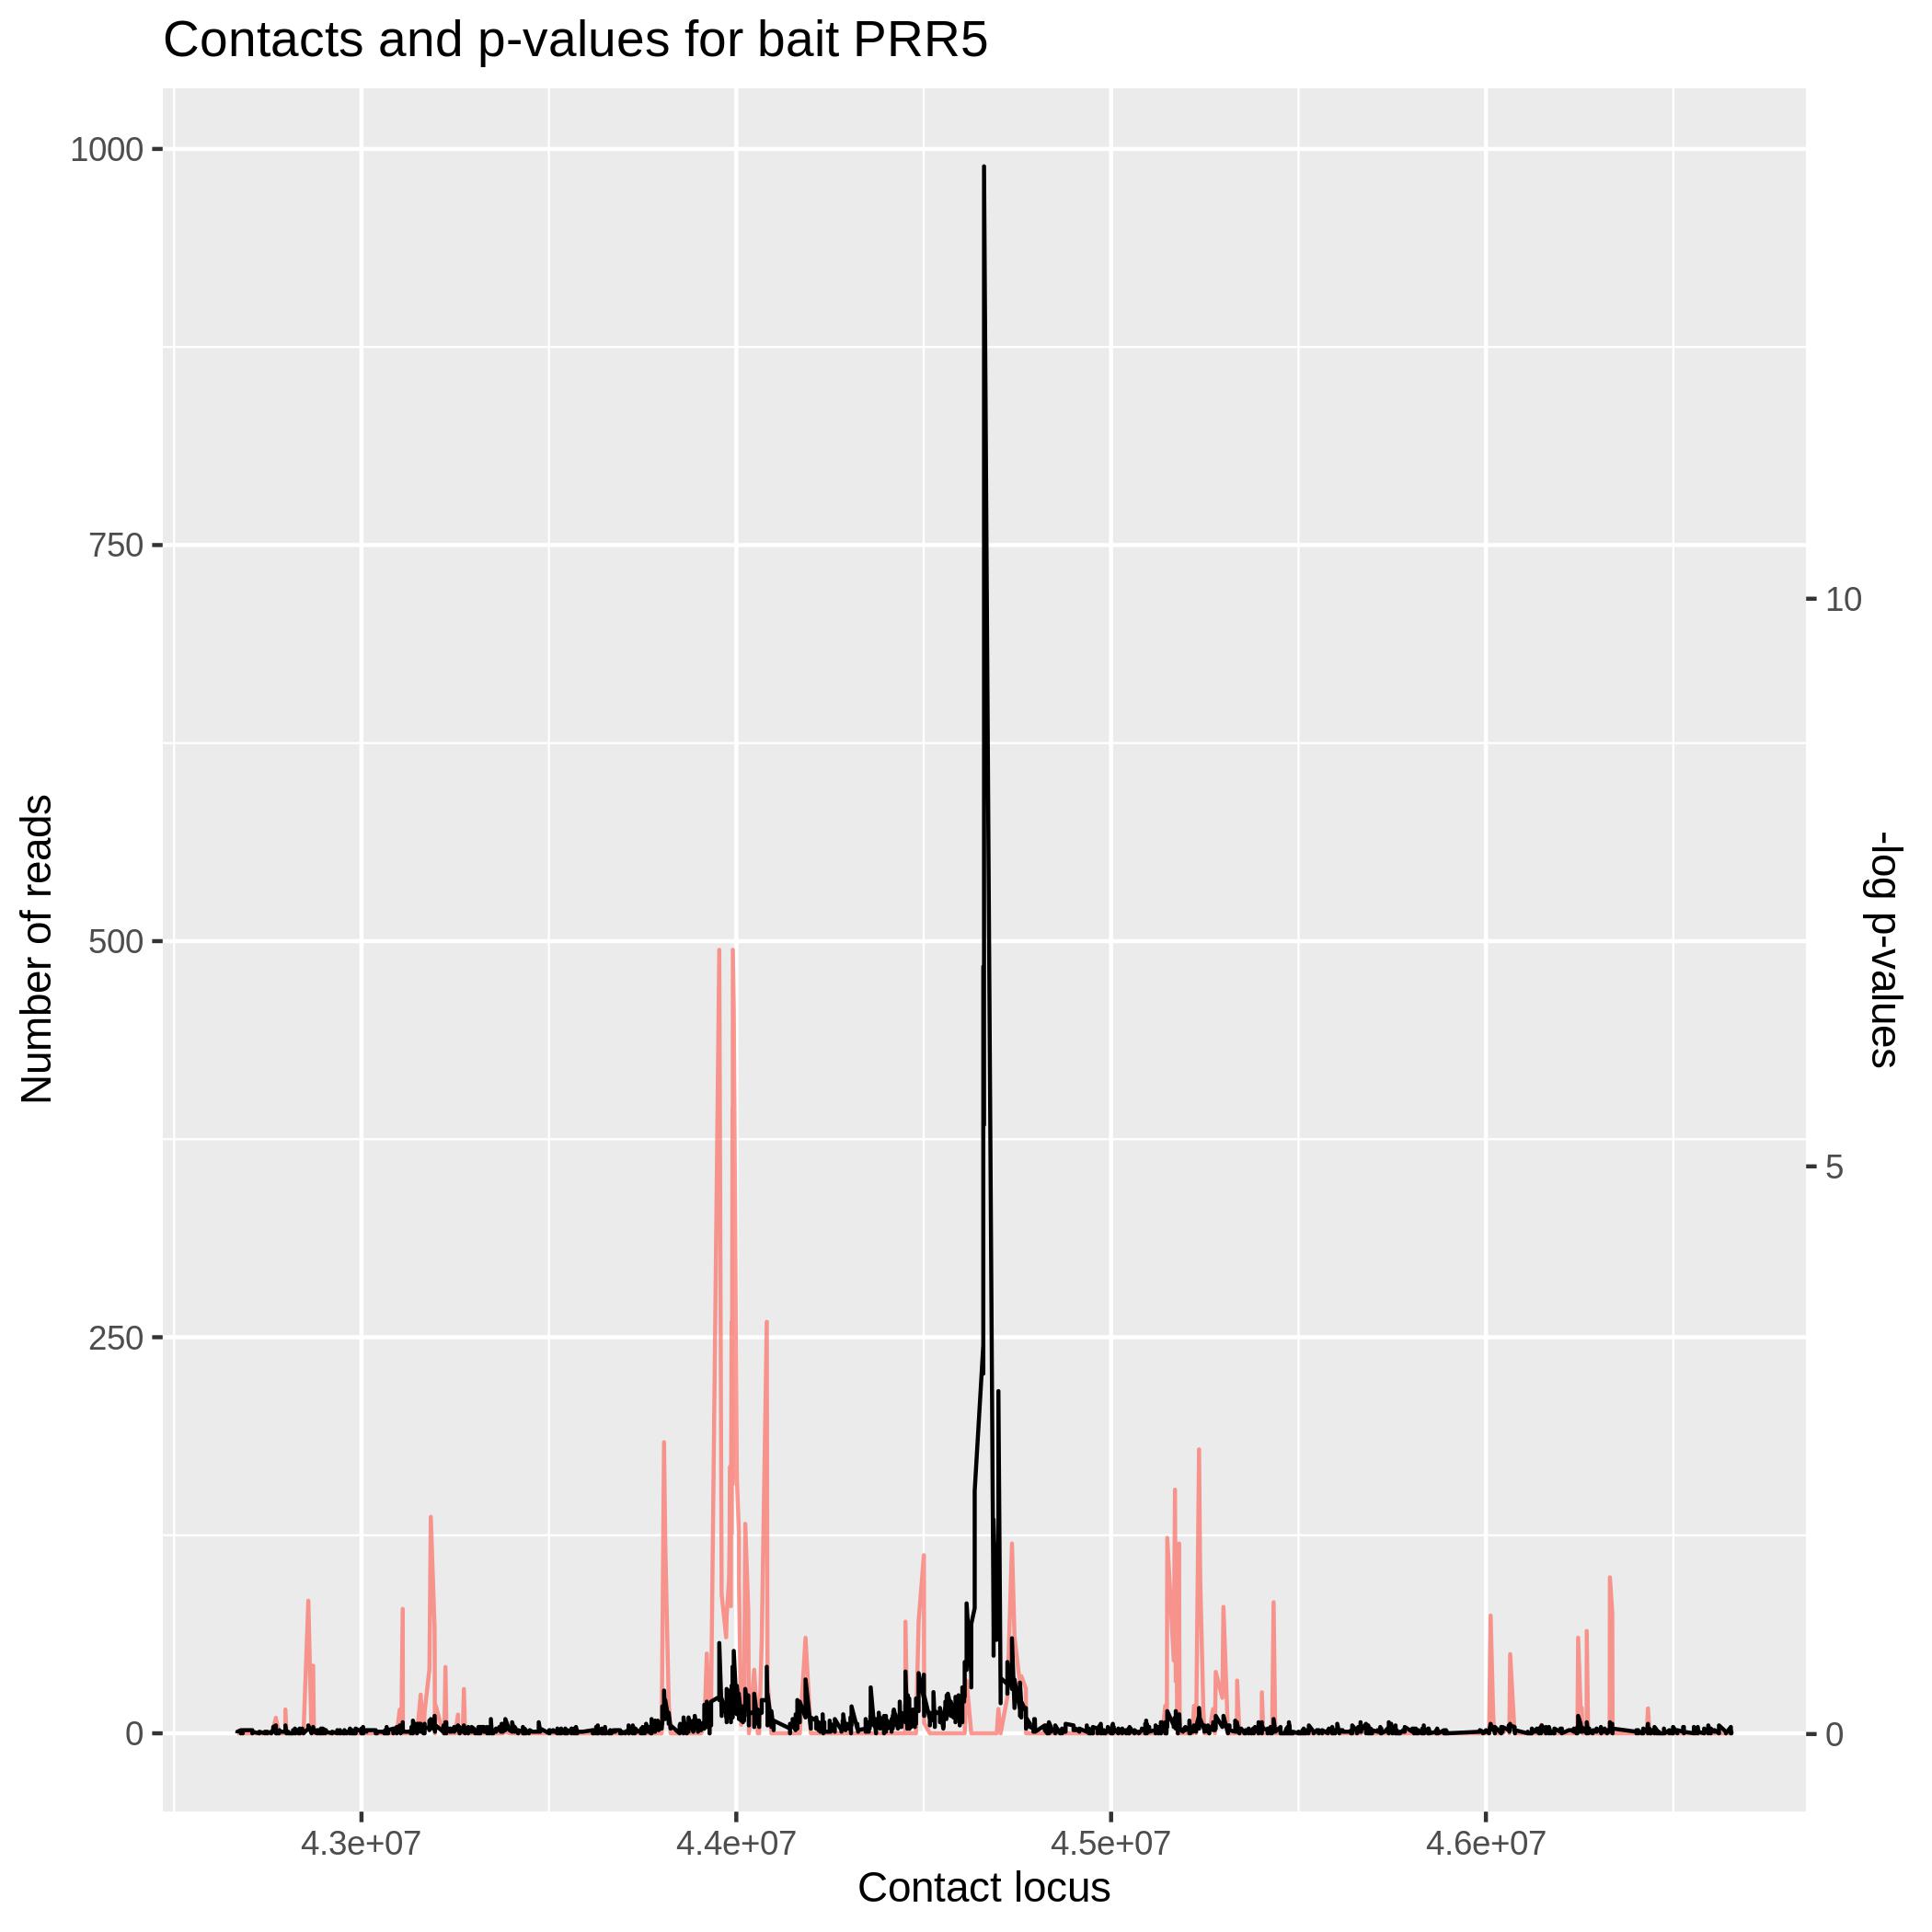 Contacts and p-values for bait PRR5
1000
750
500
250
0
Number of reads
10
5
0
-log p-values
4.3e+07
4.4e+07
4.5e+07
4.6e+07
Contact locus